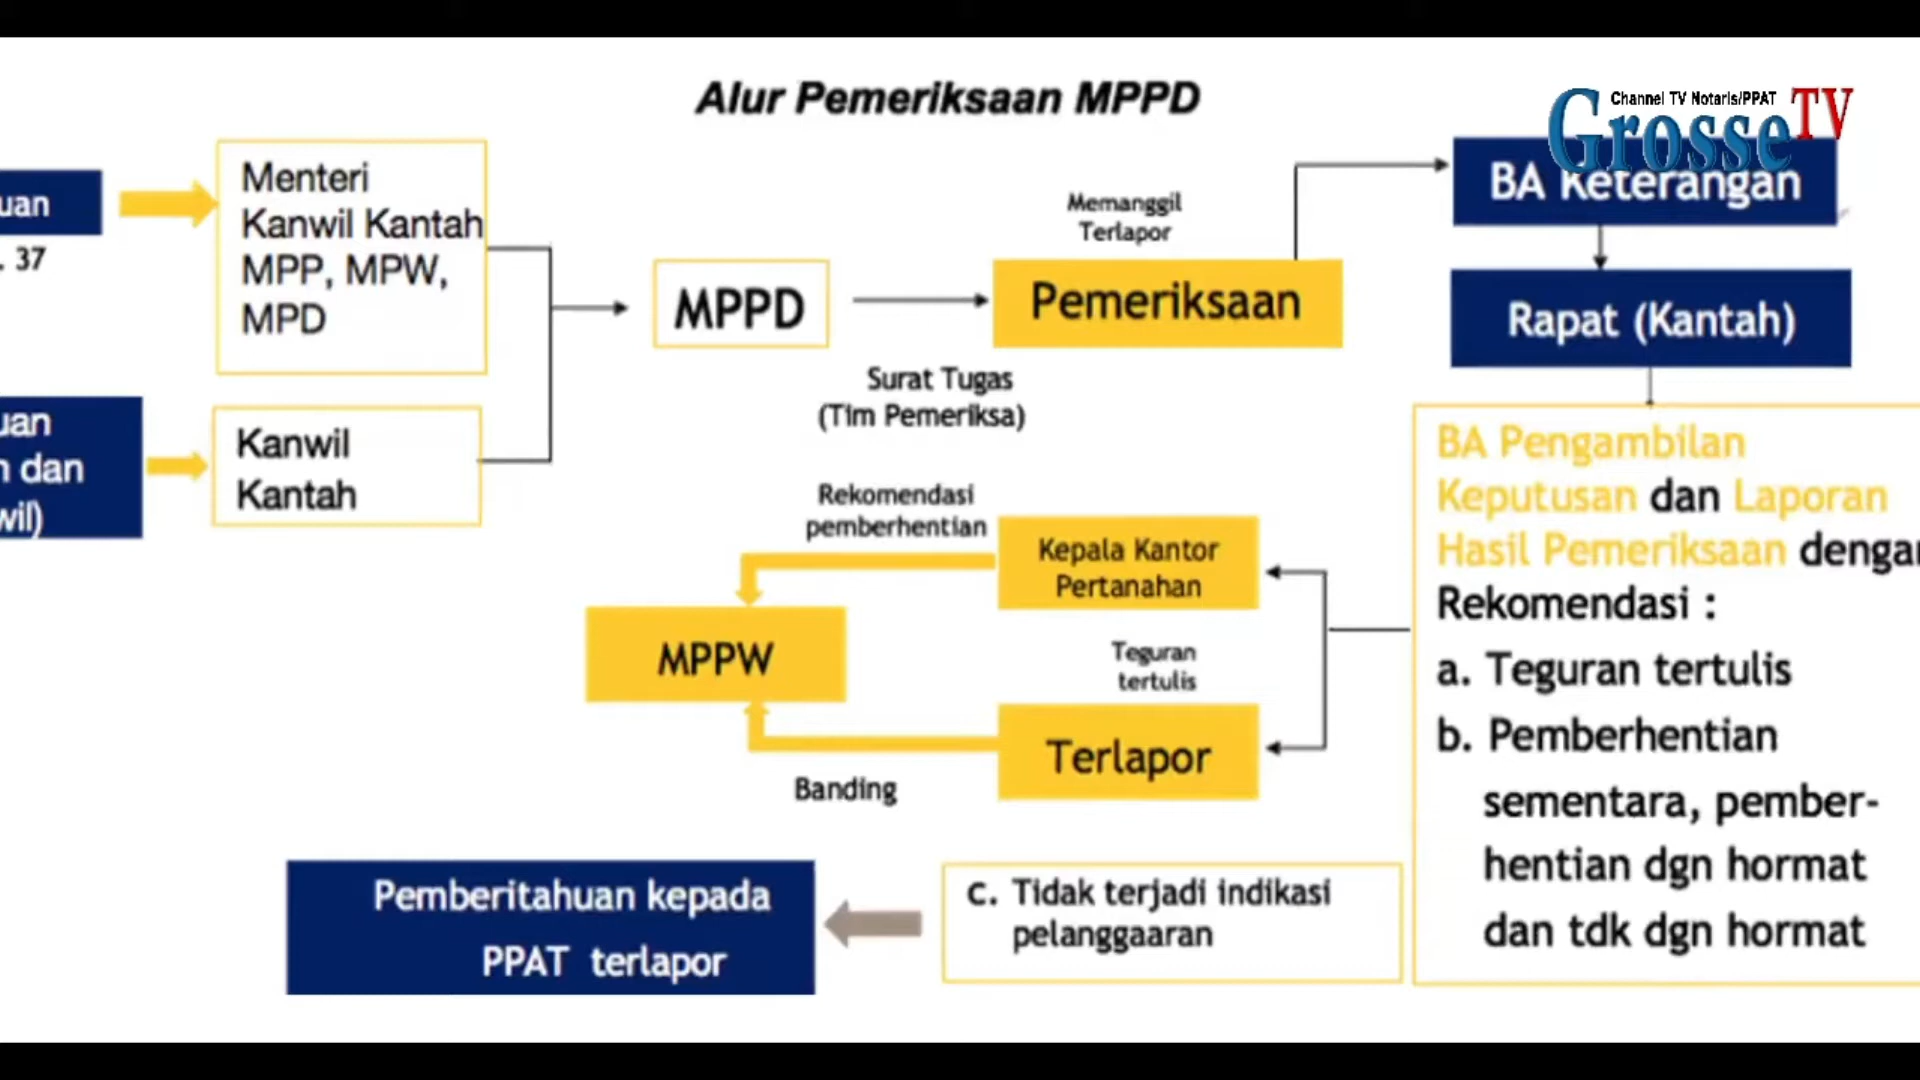 Alur Pemeriksaan MPPD
Channel TV Notaris/PPAT
Grosse TV
uan
. 37
Menteri
Kanwil Kantah
MPP, MPW,
MPD
uan
n dan
wil)
Kanwil
Kantah
MPPD
Memanggil
Terlapor
Pemeriksaan
Surat Tugas
(Tim Pemeriksa)
BA Keterangan
Rapat (Kantah)
BA Pengambilan
Keputusan dan Laporan
Hasil Pemeriksaan dengan
Rekomendasi :
a. Teguran tertulis
b. Pemberhentian
sementara, pember-
hentian dgn hormat
dan tdk dgn hormat
Rekomendasi
pemberhentian
Kepala Kantor
Pertanahan
MPPW
Teguran
tertulis
Terlapor
Banding
c. Tidak terjadi indikasi
pelanggaaran
Pemberitahuan kepada
PPAT terlapor